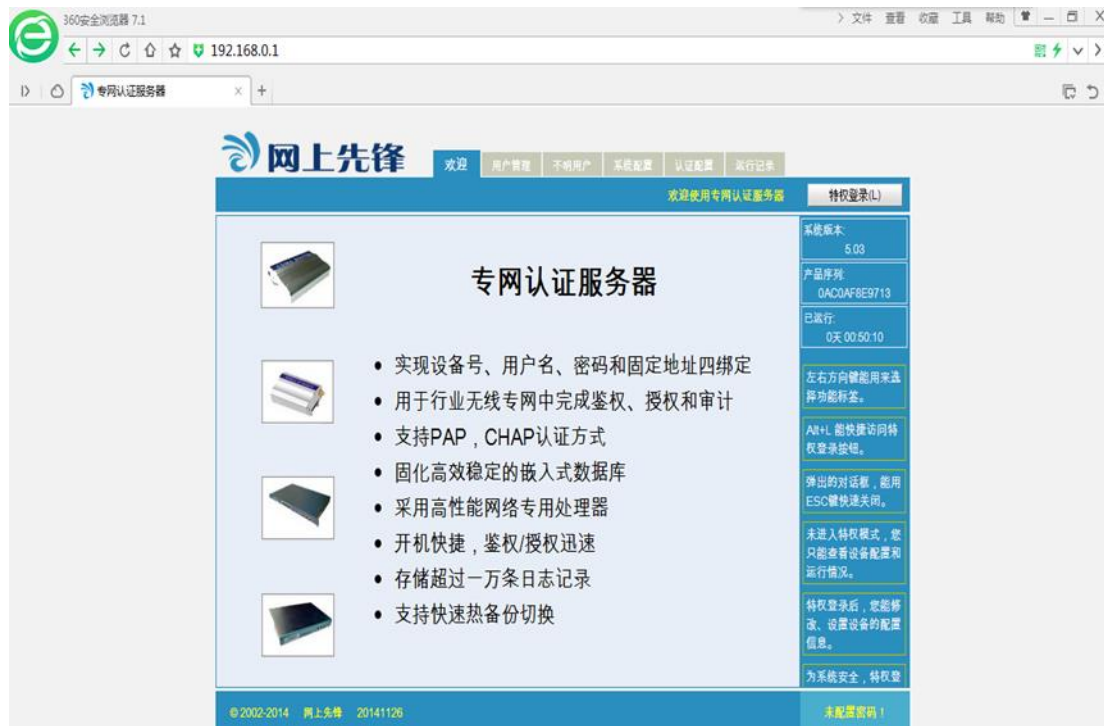 360安全浏览器 7.1
文件 查看 收藏 工具 帮助
192.168.0.1
专网认证服务器
网上先锋
欢迎 用户管理 不明用户 系统配置 认证配置 运行记录
欢迎使用专网认证服务器 特权登录(L)
专网认证服务器
• 实现设备号、用户名、密码和固定地址四绑定
• 用于行业无线专网中完成鉴权、授权和审计
• 支持PAP，CHAP认证方式
• 固化高效稳定的嵌入式数据库
• 采用高性能网络专用处理器
• 开机快捷，鉴权/授权迅速
• 存储超过一万条日志记录
• 支持快速热备份切换
系统版本:
5.03
产品序列:
0AC0AF8E9713
已运行:
0天 00:50:10
左右方向键能用来选
择功能标签。
Alt+L 能快捷访问特
权登录按钮。
弹出的对话框，能用
ESC键快速关闭。
未进入特权模式，您
只能查看设备配置和
运行情况。
特权登录后，您能修
改、设置设备的配置
信息。
为系统安全，特权登
©2002-2014 网上先锋 20141126
未配置密码！